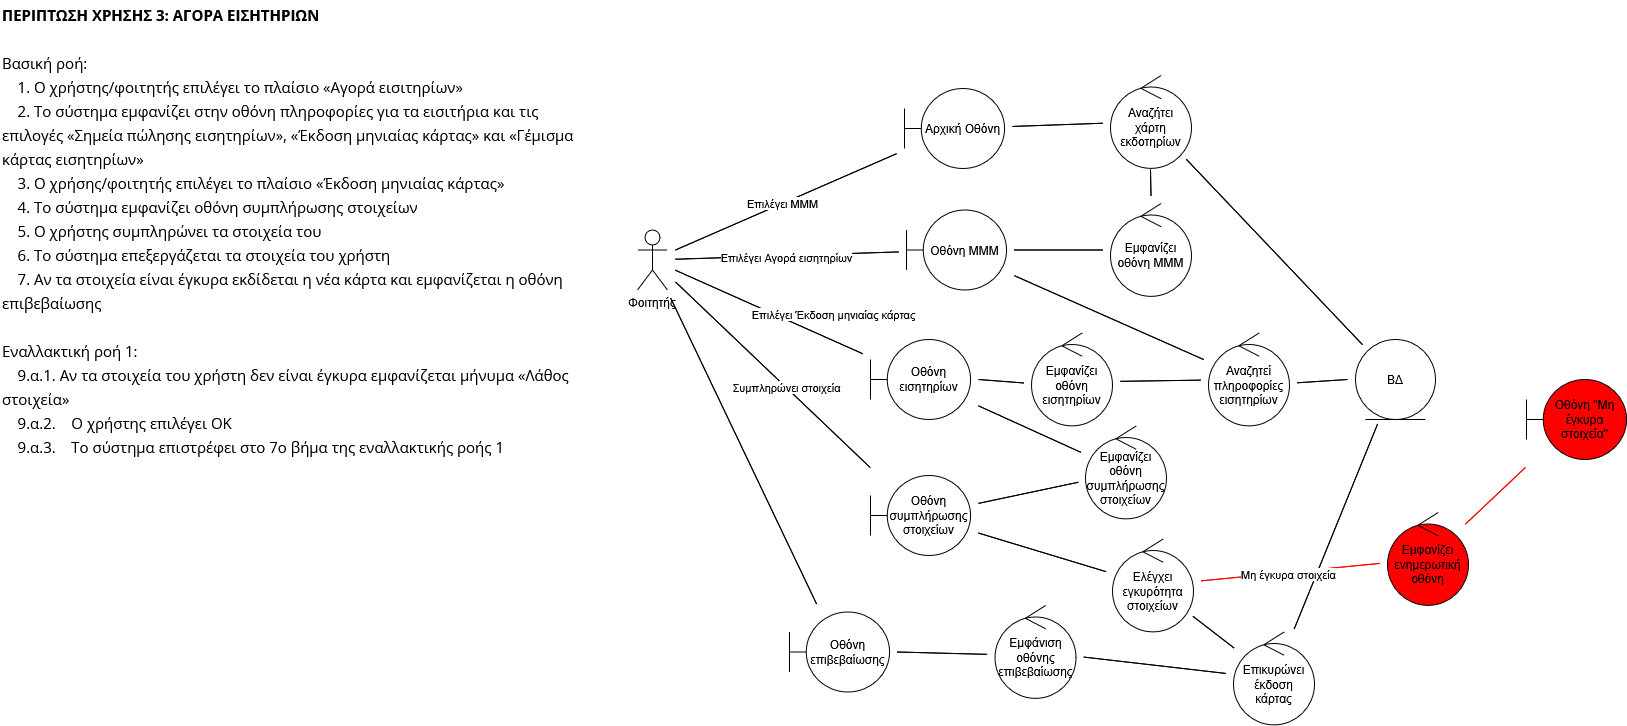 ΠΕΡΙΠΤΩΣΗ ΧΡΗΣΗΣ 3: ΑΓΟΡΑ ΕΙΣΗΤΗΡΙΩΝ
Βασική ροή:
1. Ο χρήστης/φοιτητής επιλέγει το πλαίσιο «Αγορά εισιτηρίων»
2. Το σύστημα εμφανίζει στην οθόνη πληροφορίες για τα εισιτήρια και τις
επιλογές «Σημεία πώλησης εισητηρίων», «Έκδοση μηνιαίας κάρτας» και «Γέμισμα
κάρτας εισητηρίων»
3. Ο χρήσης/φοιτητής επιλέγει το πλαίσιο «Έκδοση μηνιαίας κάρτας»
4. Το σύστημα εμφανίζει οθόνη συμπλήρωσης στοιχείων
5. Ο χρήστης συμπληρώνει τα στοιχεία του
6. Το σύστημα επεξεργάζεται τα στοιχεία του χρήστη
7. Αν τα στοιχεία είναι έγκυρα εκδίδεται η νέα κάρτα και εμφανίζεται η οθόνη
επιβεβαίωσης
Εναλλακτική ροή 1:
9.α.1. Αν τα στοιχεία του χρήστη δεν είναι έγκυρα εμφανίζεται μήνυμα «Λάθος
στοιχεία»
9.α.2. Ο χρήστης επιλέγει ΟΚ
9.α.3. Το σύστημα επιστρέφει στο 7ο βήμα της εναλλακτικής ροής 1
Αρχική Οθόνη
Αναζήτει
χάρτη
εκδοτηρίων
Επιλέγει ΜΜΜ
Οθόνη ΜΜΜ
Εμφανίζει
οθόνη ΜΜΜ
Επιλέγει Αγορά εισητηρίων
Φοιτητής
Επιλέγει Έκδοση μηνιαίας κάρτας
Οθόνη
εισητηρίων
Εμφανίζει
οθόνη
εισητηρίων
Αναζητεί
πληροφορίες
εισητηρίων
ΒΔ
Οθόνη "Μη
έγκυρα
στοιχεία"
Συμπληρώνει στοιχεία
Εμφανίζει
οθόνη
συμπλήρωσης
στοιχείων
Οθόνη
συμπλήρωσης
στοιχείων
Ελέγχει
εγκυρότητα
στοιχείων
Μη έγκυρα στοιχεία
Εμφανίζει
ενημερωτική
οθόνη
Οθόνη
επιβεβαίωσης
Εμφάνιση
οθόνης
επιβεβαίωσης
Επικυρώνει
έκδοση
κάρτας